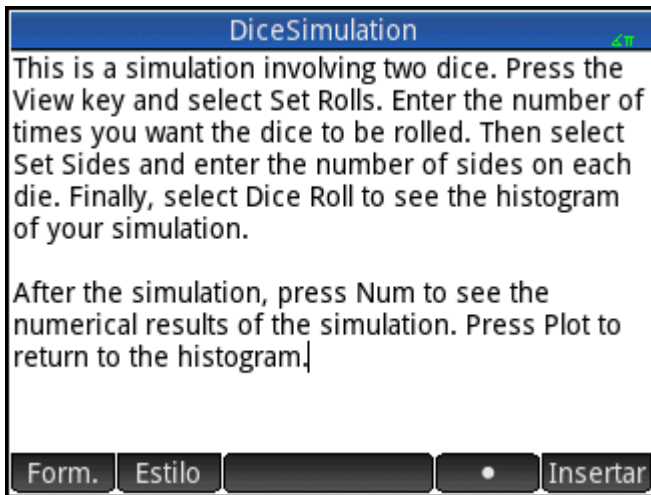 DiceSimulation
∡π
This is a simulation involving two dice. Press the
View key and select Set Rolls. Enter the number of
times you want the dice to be rolled. Then select
Set Sides and enter the number of sides on each
die. Finally, select Dice Roll to see the histogram
of your simulation.
After the simulation, press Num to see the
numerical results of the simulation. Press Plot to
return to the histogram.
Form. Estilo • Insertar